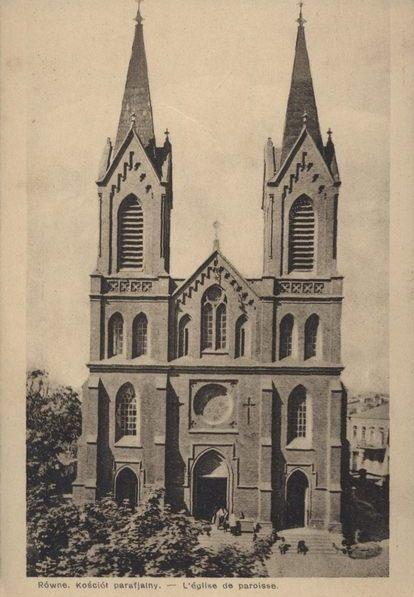 Równe. Kościół parafjalny. — L'église de paroisse.